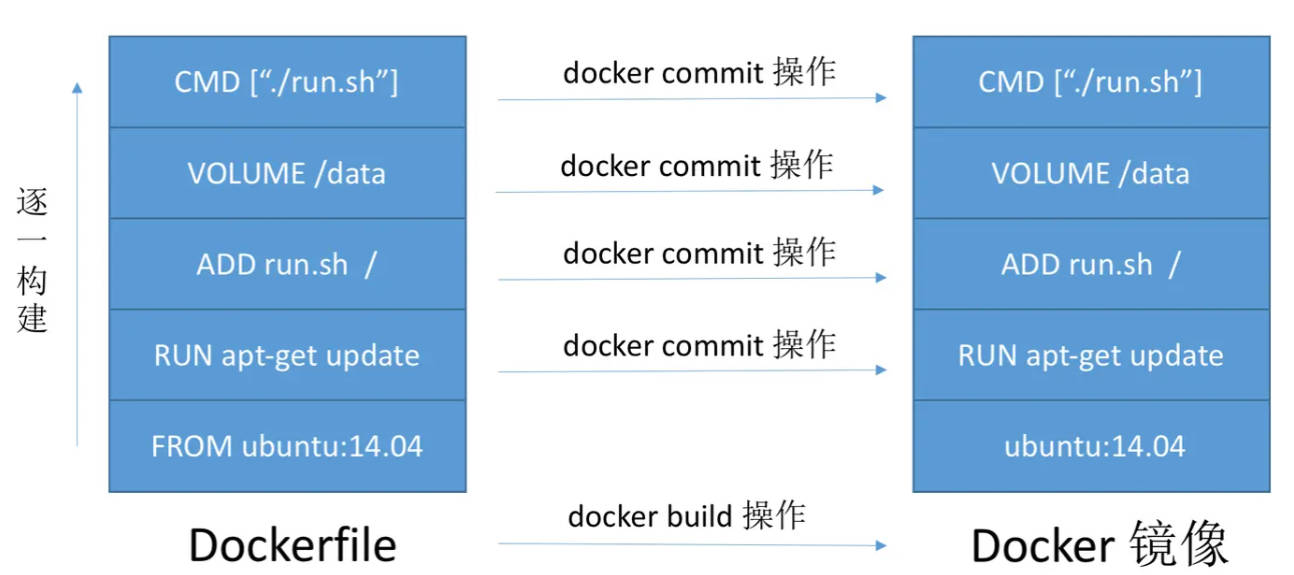 CMD [“./run.sh”]
docker commit 操作
CMD [“./run.sh”]
VOLUME /data
docker commit 操作
VOLUME /data
逐一构建
ADD run.sh /
docker commit 操作
ADD run.sh /
RUN apt-get update
docker commit 操作
RUN apt-get update
FROM ubuntu:14.04
ubuntu:14.04
Dockerfile
docker build 操作
Docker 镜像